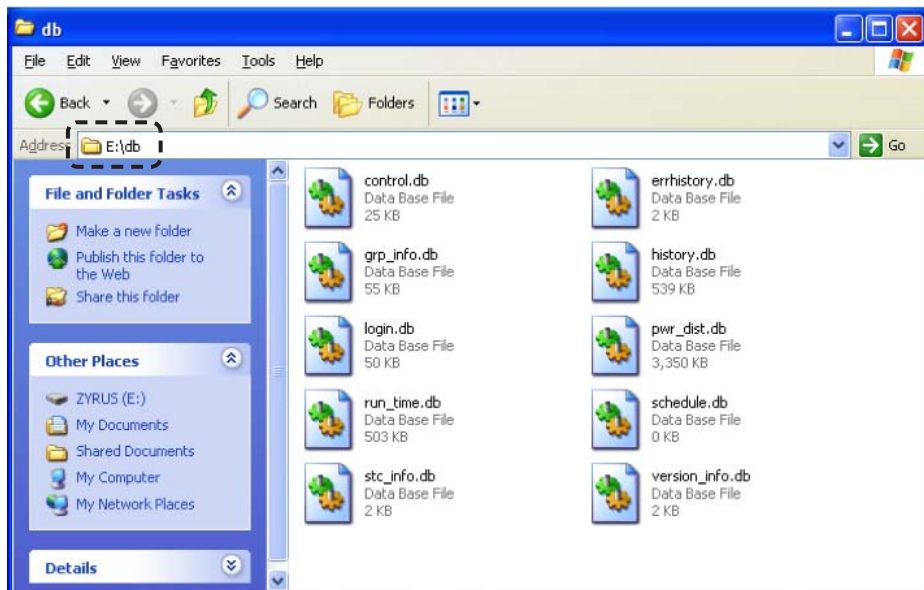 db
File Edit View Favorites Tools Help
Back Search Folders
Address E:\db Go
File and Folder Tasks
Make a new folder
Publish this folder to
the Web
Share this folder
Other Places
ZYRUS (E:)
My Documents
Shared Documents
My Computer
My Network Places
Details
control.db
Data Base File
25 KB
errhistory.db
Data Base File
2 KB
grp_info.db
Data Base File
55 KB
history.db
Data Base File
539 KB
login.db
Data Base File
50 KB
pwr_dist.db
Data Base File
3,350 KB
run_time.db
Data Base File
503 KB
schedule.db
Data Base File
0 KB
stc_info.db
Data Base File
2 KB
version_info.db
Data Base File
2 KB